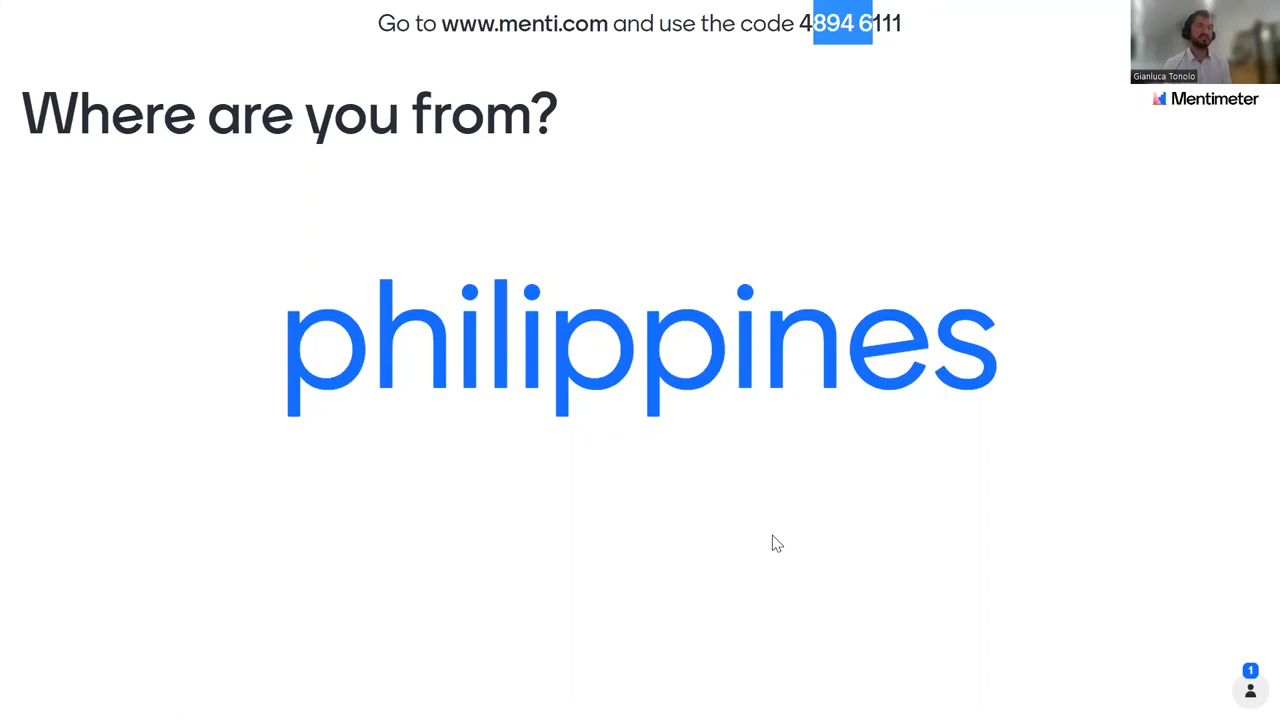 Go to www.menti.com and use the code 4894 6111
Gianluca Tonolo
Mentimeter
Where are you from?
philippines
1